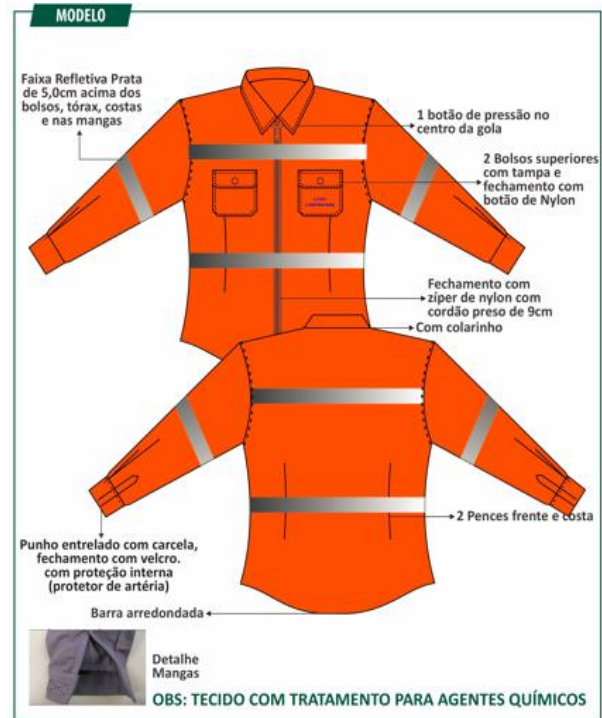 MODELO
Faixa Refletiva Prata
de 5,0cm acima dos
bolsos, tórax, costas
e nas mangas
1 botão de pressão no
centro da gola
2 Bolsos superiores
com tampa e
fechamento com
botão de Nylon
Fechamento com
zíper de nylon com
cordão preso de 9cm
Com colarinho
2 Pences frente e costa
Punho entrelado com carcela,
fechamento com velcro.
com proteção interna
(protetor de artéria)
Barra arredondada
Detalhe
Mangas
OBS: TECIDO COM TRATAMENTO PARA AGENTES QUÍMICOS